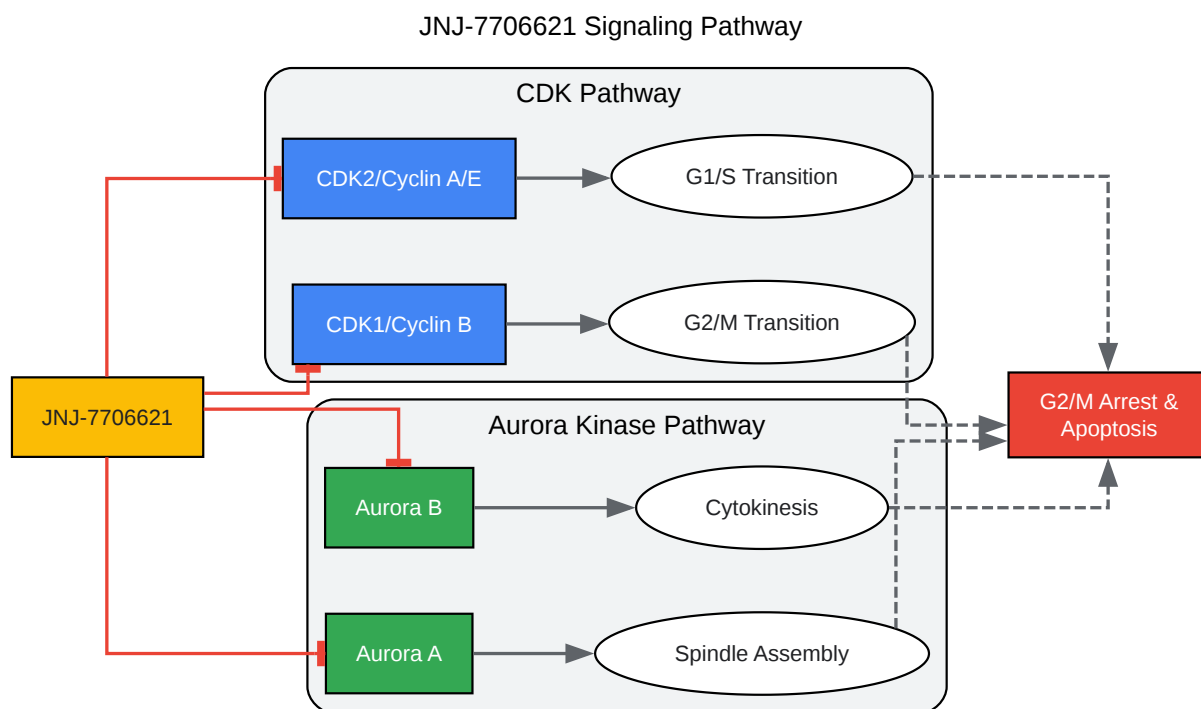 JNJ-7706621 Signaling Pathway
CDK Pathway
CDK2/Cyclin A/E
G1/S Transition
CDK1/Cyclin B
G2/M Transition
JNJ-7706621
G2/M Arrest &
Apoptosis
Aurora Kinase Pathway
Aurora B
Cytokinesis
Aurora A
Spindle Assembly